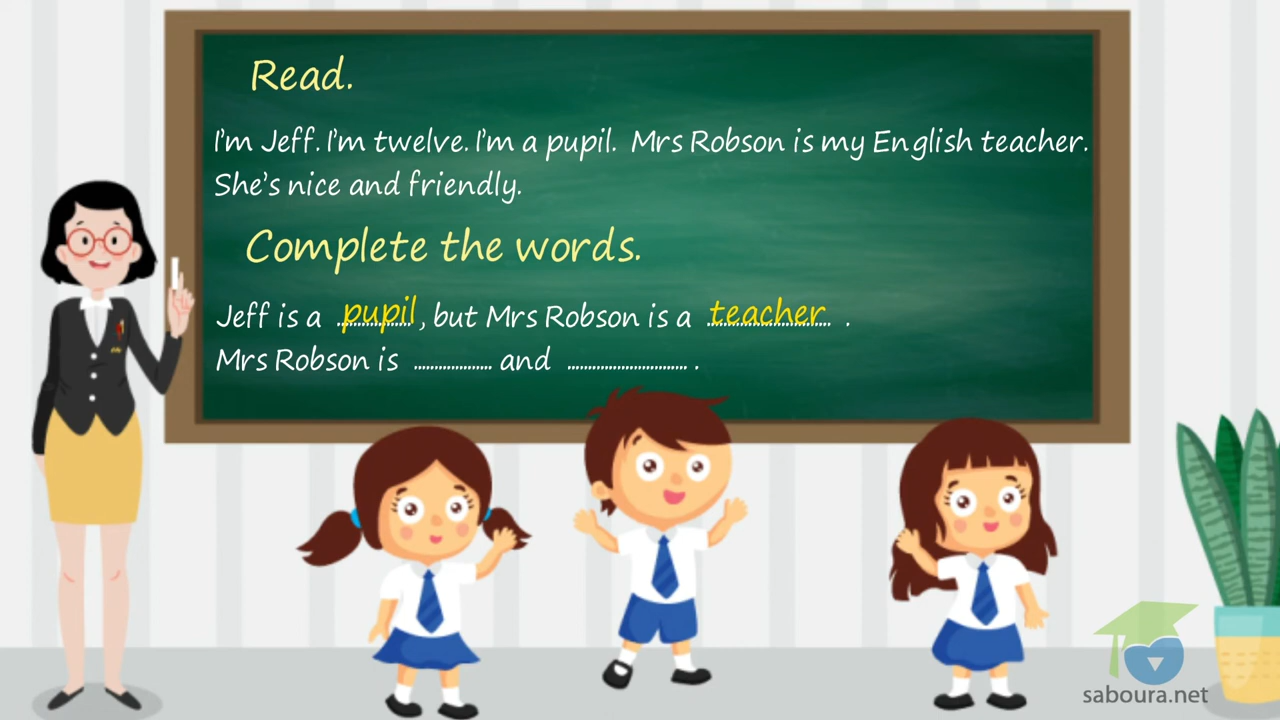 Read.
I'm Jeff. I'm twelve. I'm a pupil. Mrs Robson is my English teacher.
She's nice and friendly.
Complete the words.
Jeff is a pupil, but Mrs Robson is a teacher .
Mrs Robson is .................. and ............................ .
saboura.net